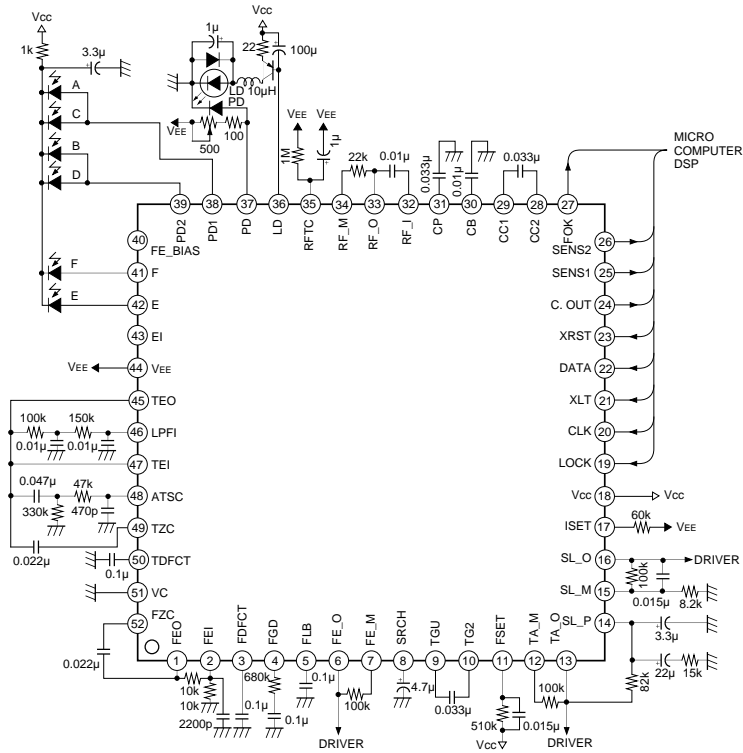 Vcc
1k
3.3μ
A
C
B
D
F
E
1μ
Vcc
22
100μ
LD 10μH
PD
VEE
500
100
VEE
VEE
1M
1μ
22k
0.01μ
0.033μ
0.01μ
0.033μ
MICRO
COMPUTER
DSP
39 38 37 36 35 34 33 32 31 30 29 28 27
PD2 PD1 PD LD RFTC RF_M RF_O RF_I CP CB CC1 CC2 FOK
40 FE_BIAS
41 F
42 E
43 EI
VEE 44 VEE
45 TEO
100k 150k 46 LPFI
0.01μ 0.01μ
47 TEI
0.047μ 47k 48 ATSC
330k 470p
49 TZC
0.022μ
50 TDFCT
0.1μ
51 VC
52 FZC
SENS2 26
SENS1 25
C. OUT 24
XRST 23
DATA 22
XLT 21
CLK 20
LOCK 19
Vcc 18 Vcc
ISET 17 60k VEE
SL_O 16 DRIVER
100k
0.015μ
SL_M 15 8.2k
SL_P 14
3.3μ
22μ 15k
82k
FEO FEI FDFCT FGD FLB FE_O FE_M SRCH TGU TG2 FSET TA_M TA_O
1 2 3 4 5 6 7 8 9 10 11 12 13
0.022μ
10k
10k
2200p
0.1μ
680k
0.1μ
0.1μ
100k
DRIVER
4.7μ
0.033μ
510k
0.015μ
Vcc
100k
DRIVER